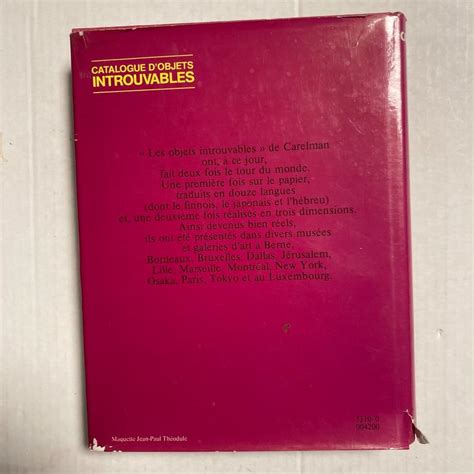 CATALOGUE D'OBJETS
INTROUVABLES
« Les objets introuvables » de Carelman
ont, à ce jour,
fait deux fois le tour du monde.
Une première fois sur le papier,
traduits en douze langues
(dont le finnois, le japonais et l'hébreu)
et, une deuxième fois réalisés en trois dimensions.
Ainsi devenus bien réels,
ils ont été présentés dans divers musées
et galeries d'art à Berne,
Bordeaux, Bruxelles, Dallas, Jérusalem,
Lille, Marseille, Montréal, New York,
Osaka, Paris, Tokyo et au Luxembourg.
Maquette Jean-Paul Théodule
004200